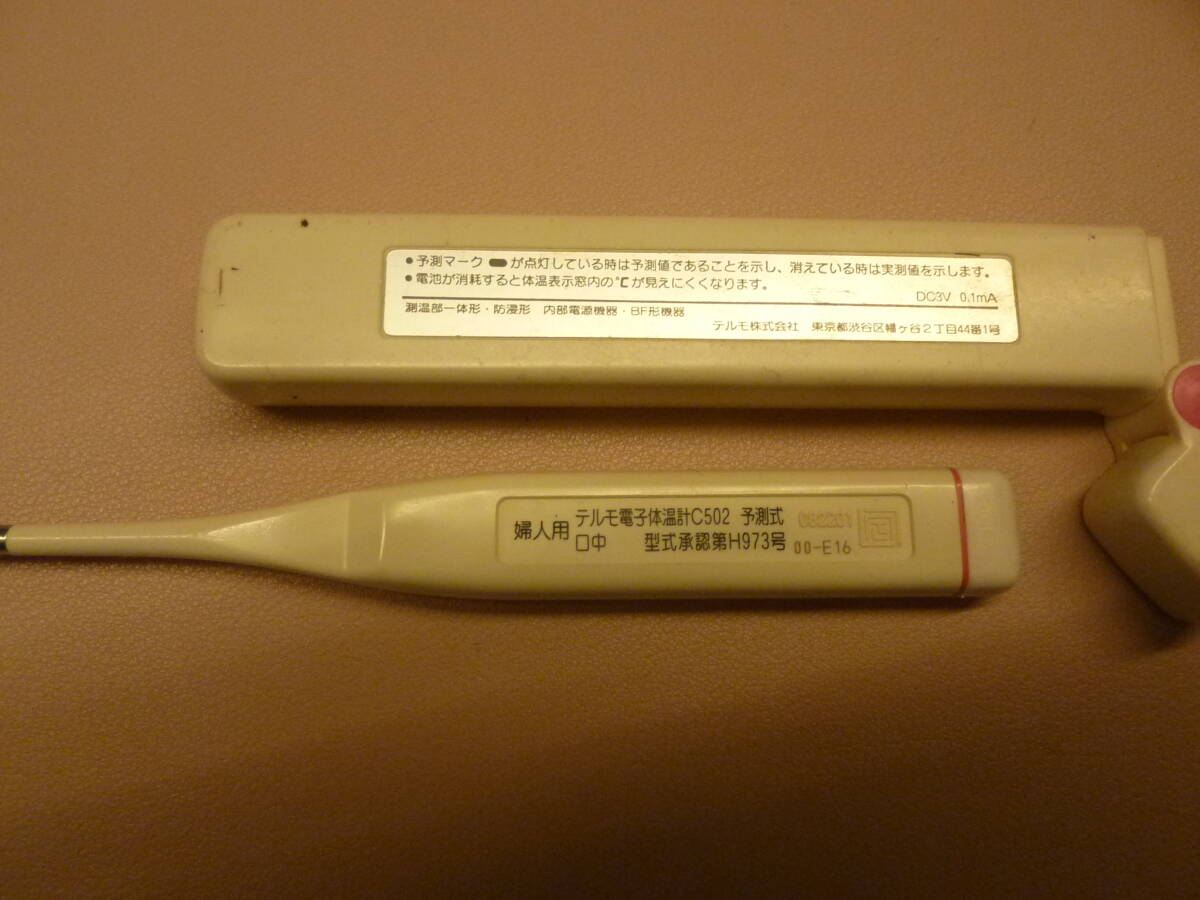 ● 予測マーク が点灯している時は予測値であることを示し、消えている時は実測値を示します。
● 電池が消耗すると体温表示窓内の℃が見えにくくなります。
DC3V 0.1mA
測温部一体形・防浸形 内部電源機器・BF形機器
テルモ株式会社 東京都渋谷区幡ヶ谷2丁目44番1号
婦人用
テルモ電子体温計C502 予測式
口中 型式承認第H973号
082201
00-E16